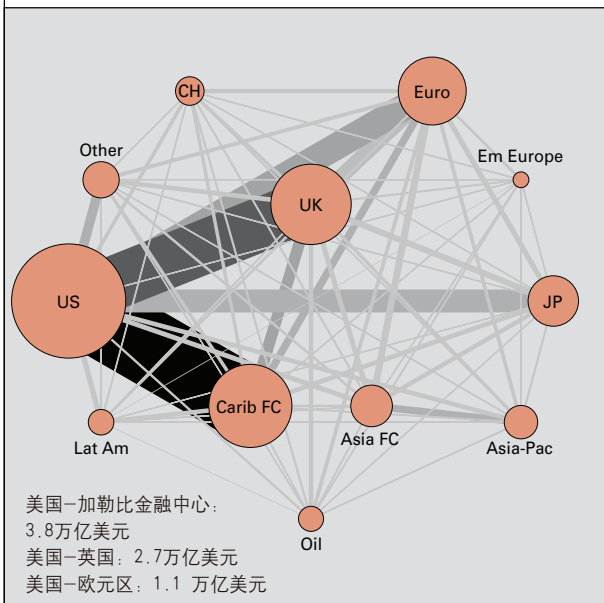 CH
Euro
Other
Em Europe
UK
US
JP
Carib FC
Asia FC
Lat Am
Asia-Pac
Oil
美国–加勒比金融中心：
3.8万亿美元
美国–英国：2.7万亿美元
美国–欧元区：1.1 万亿美元